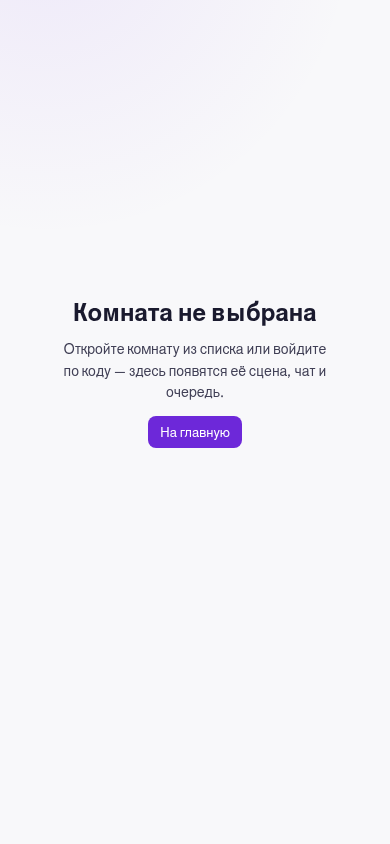 Комната не выбрана
Откройте комнату из списка или войдите
по коду — здесь появятся её сцена, чат и
очередь.
На главную